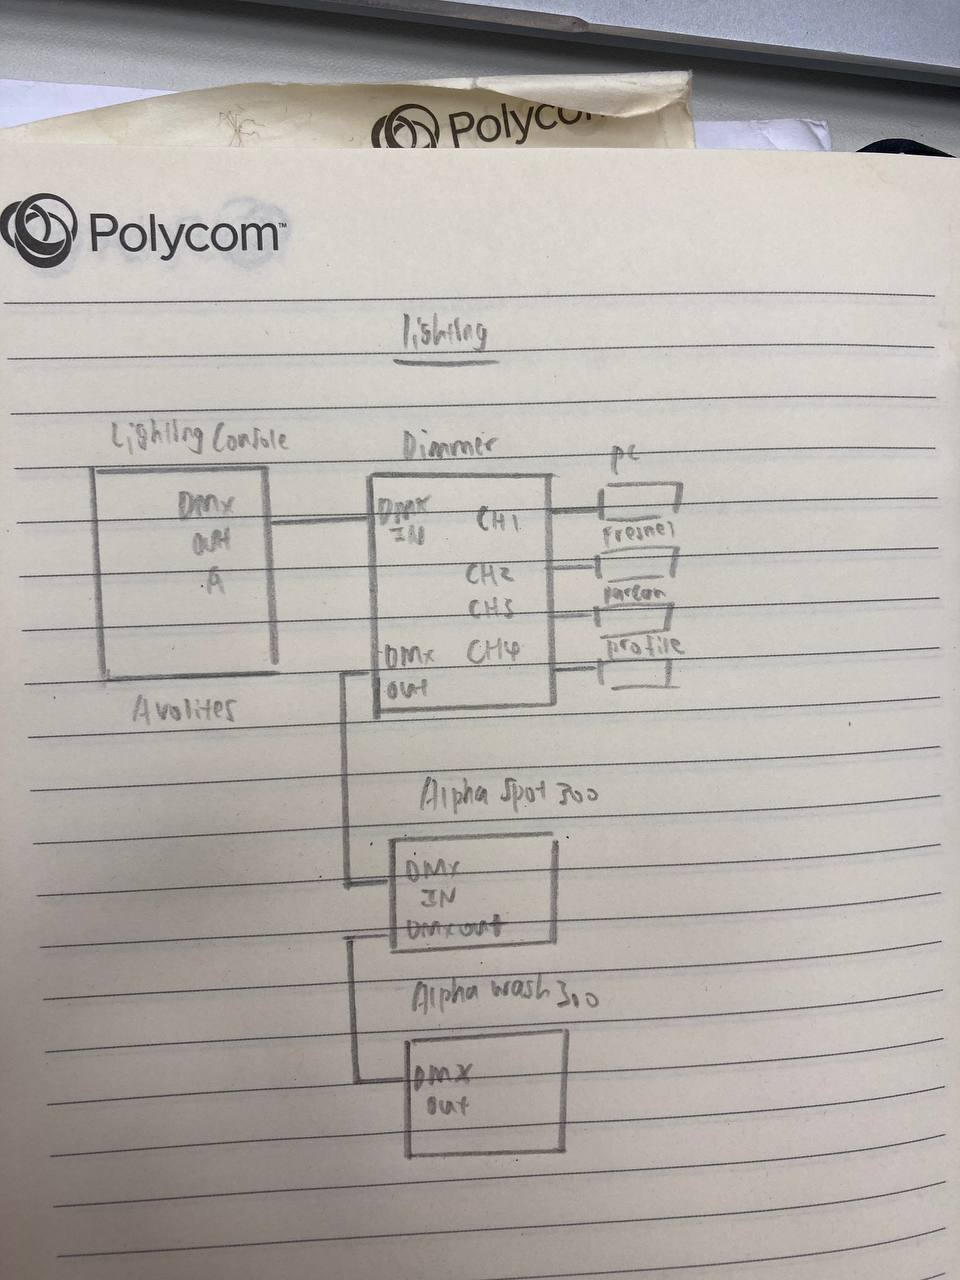 Polycom
Polycom™
Lighting
Lighting Console
Dimmer
PC
DMX
OUT
A
DMX
IN
CH1
Fresnel
CH2
parcan
CH3
profile
DMX
out
CH4
Avolites
Alpha Spot 300
DMX
IN
DMX out
Alpha wash 300
DMX
out